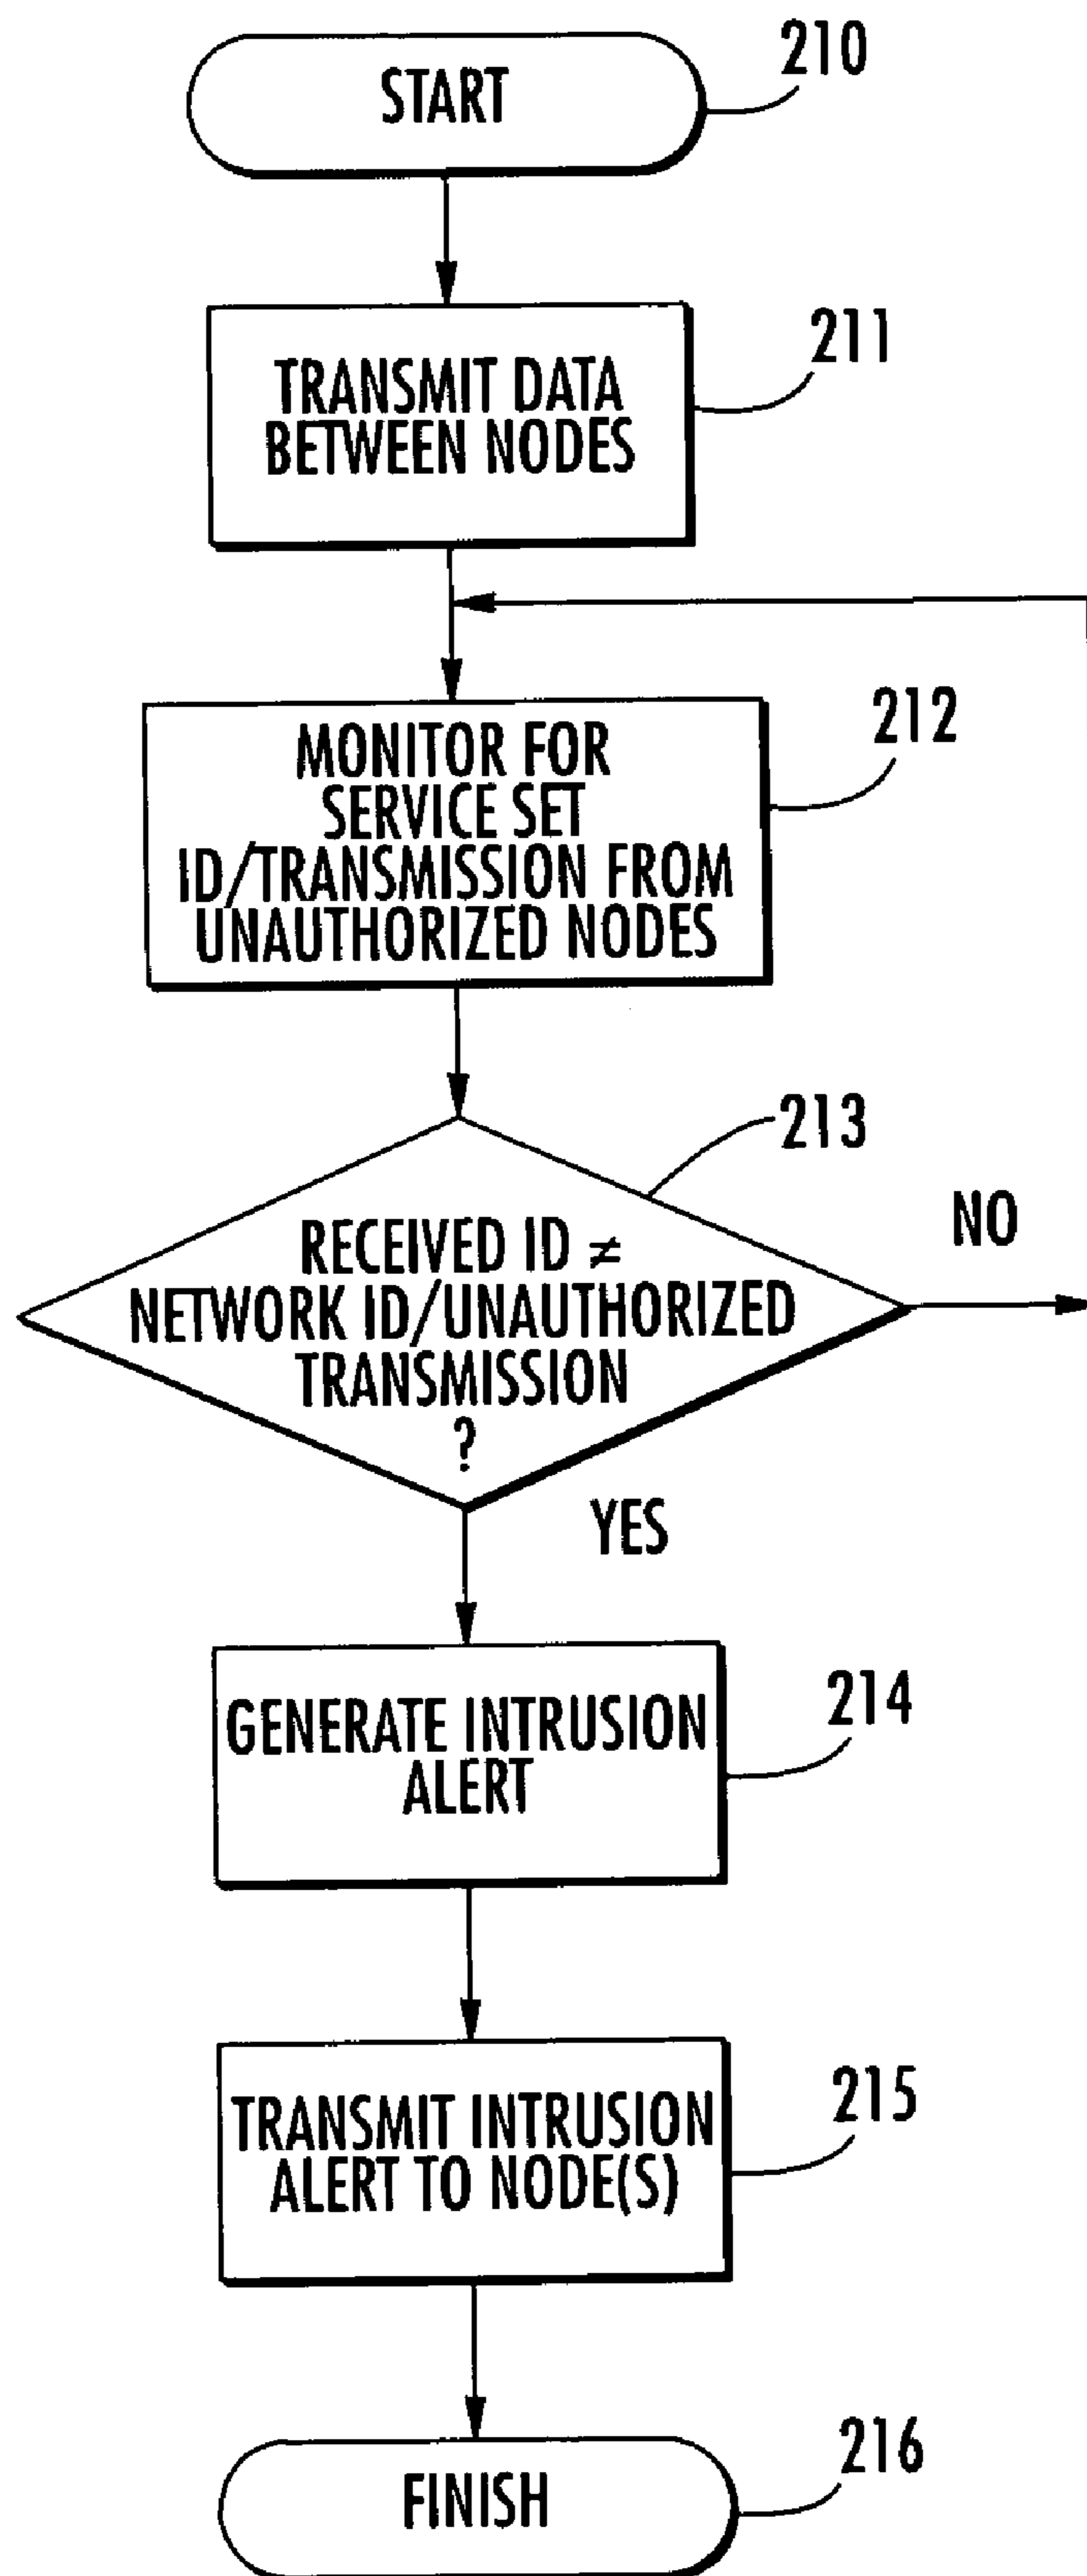 START
210
TRANSMIT DATA
BETWEEN NODES
211
MONITOR FOR
SERVICE SET
ID/TRANSMISSION FROM
UNAUTHORIZED NODES
212
213
RECEIVED ID ≠
NETWORK ID/UNAUTHORIZED
TRANSMISSION
?
NO
YES
GENERATE INTRUSION
ALERT
214
TRANSMIT INTRUSION
ALERT TO NODE(S)
215
FINISH
216